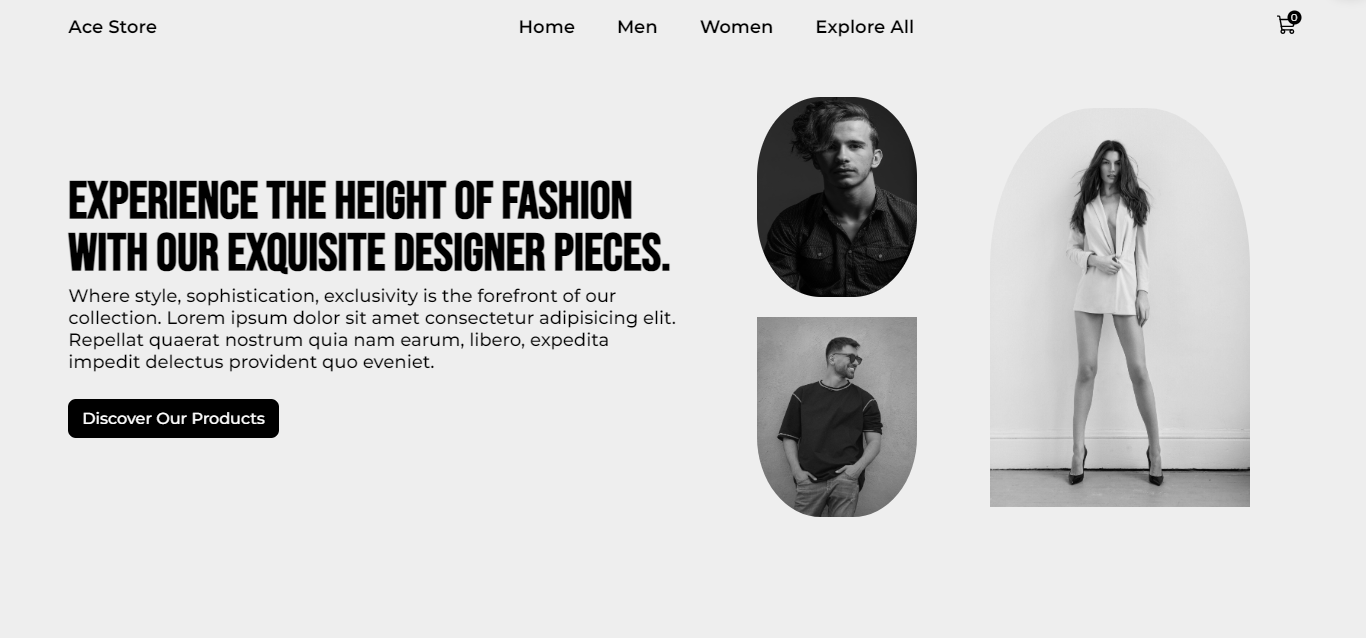 Ace Store
Home
Men
Women
Explore All
0
EXPERIENCE THE HEIGHT OF FASHION
WITH OUR EXQUISITE DESIGNER PIECES.
Where style, sophistication, exclusivity is the forefront of our
collection. Lorem ipsum dolor sit amet consectetur adipisicing elit.
Repellat quaerat nostrum quia nam earum, libero, expedita
impedit delectus provident quo eveniet.
Discover Our Products